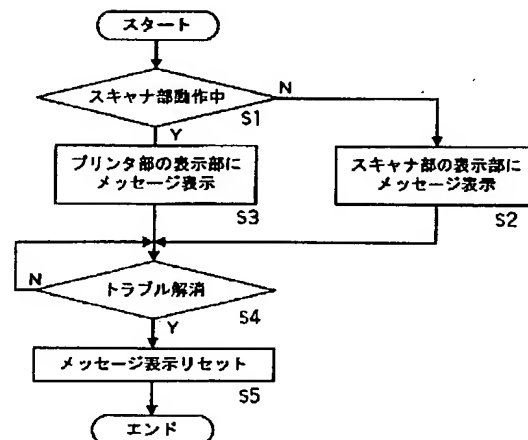 スタート
スキャナ部動作中
N
S1
Y
プリンタ部の表示部に
メッセージ表示
S3
スキャナ部の表示部に
メッセージ表示
S2
N
トラブル解消
Y
S4
メッセージ表示リセット
S5
エンド